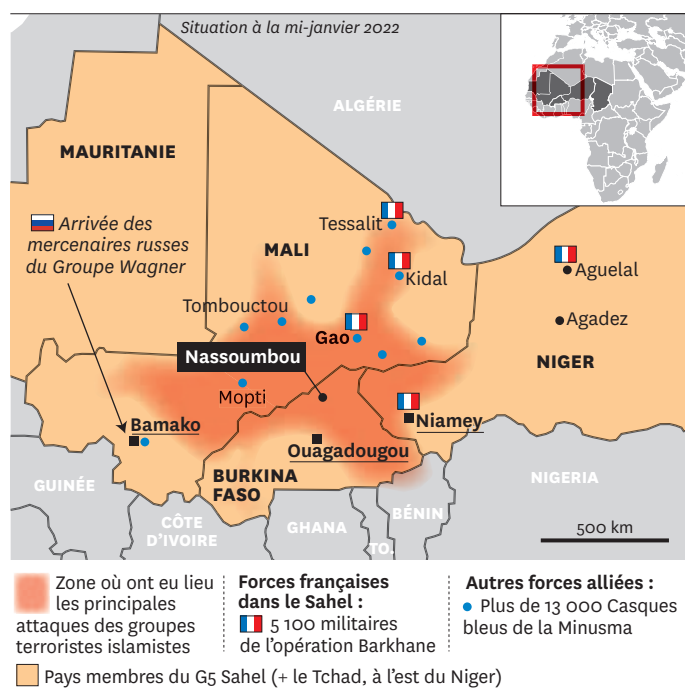 Situation à la mi-janvier 2022
ALGÉRIE
MAURITANIE
Arrivée des
mercenaires russes
du Groupe Wagner
Tessalit
MALI
Kidal
Aguelal
Tombouctou
Agadez
Gao
Nassoumbou
NIGER
Mopti
Niamey
Bamako
Ouagadougou
BURKINA
FASO
GUINÉE
NIGERIA
CÔTE
D'IVOIRE
GHANA
TO.
BÉNIN
500 km
Zone où ont eu lieu
les principales
attaques des groupes
terroristes islamistes
Forces françaises
dans le Sahel :
5 100 militaires
de l'opération Barkhane
Autres forces alliées :
Plus de 13 000 Casques
bleus de la Minusma
Pays membres du G5 Sahel (+ le Tchad, à l'est du Niger)